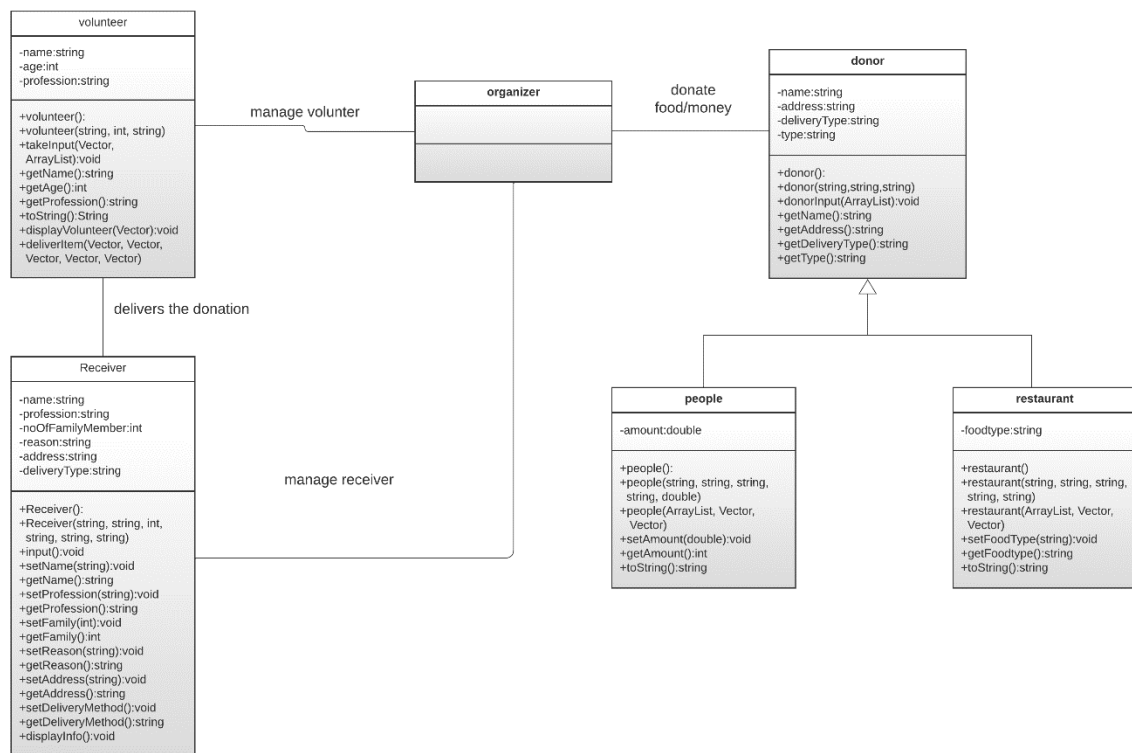 volunteer
-name:string
-age:int
-profession:string
+volunteer():
+volunteer(string, int, string)
+takeInput(Vector,
ArrayList):void
+getName():string
+getAge():int
+getProfession():string
+toString():String
+displayVolunteer(Vector):void
+deliverItem(Vector, Vector,
Vector, Vector, Vector)
manage volunter
organizer
donate
food/money
donor
-name:string
-address:string
-deliveryType:string
-type:string
+donor():
+donor(string,string,string)
+donorInput(ArrayList):void
+getName():string
+getAddress():string
+getDeliveryType():string
+getType():string
delivers the donation
Receiver
-name:string
-profession:string
-noOfFamilyMember:int
-reason:string
-address:string
-deliveryType:string
+Receiver():
+Receiver(string, string, int,
string, string, string)
+input():void
+setName(string):void
+getName():string
+setProfession(string):void
+getProfession():string
+setFamily(int):void
+getFamily():int
+setReason(string):void
+getReason():string
+setAddress(string):void
+getAddress():string
+setDeliveryMethod():void
+getDeliveryMethod():string
+displayInfo():void
manage receiver
people
-amount:double
+people():
+people(string, string, string,
string, double)
+people(ArrayList, Vector,
Vector)
+setAmount(double):void
+getAmount():int
+toString():string
restaurant
-foodtype:string
+restaurant()
+restaurant(string, string, string,
string, string)
+restaurant(ArrayList, Vector,
Vector)
+setFoodType(string):void
+getFoodtype():string
+toString():string